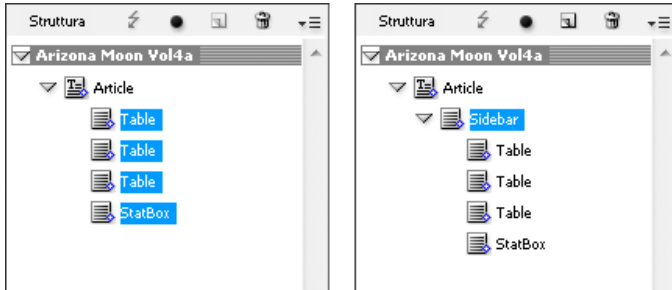 Struttura
Arizona Moon Vol4a
Article
Table
Table
Table
StatBox
Struttura
Arizona Moon Vol4a
Article
Sidebar
Table
Table
Table
StatBox